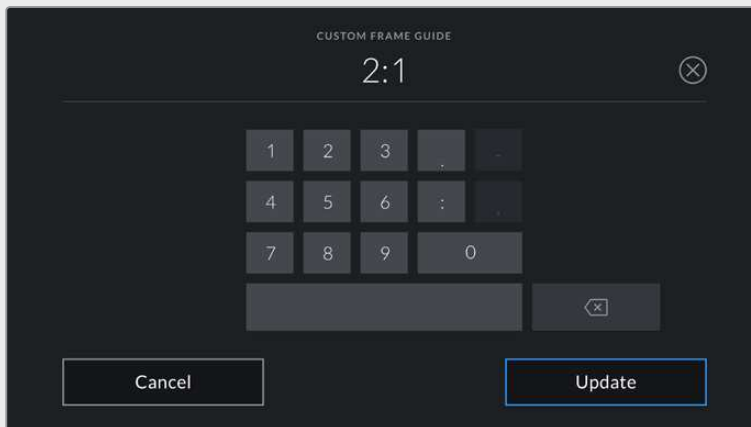 CUSTOM FRAME GUIDE
2:1
1 2 3 . -
4 5 6 : ,
7 8 9 0
Cancel Update